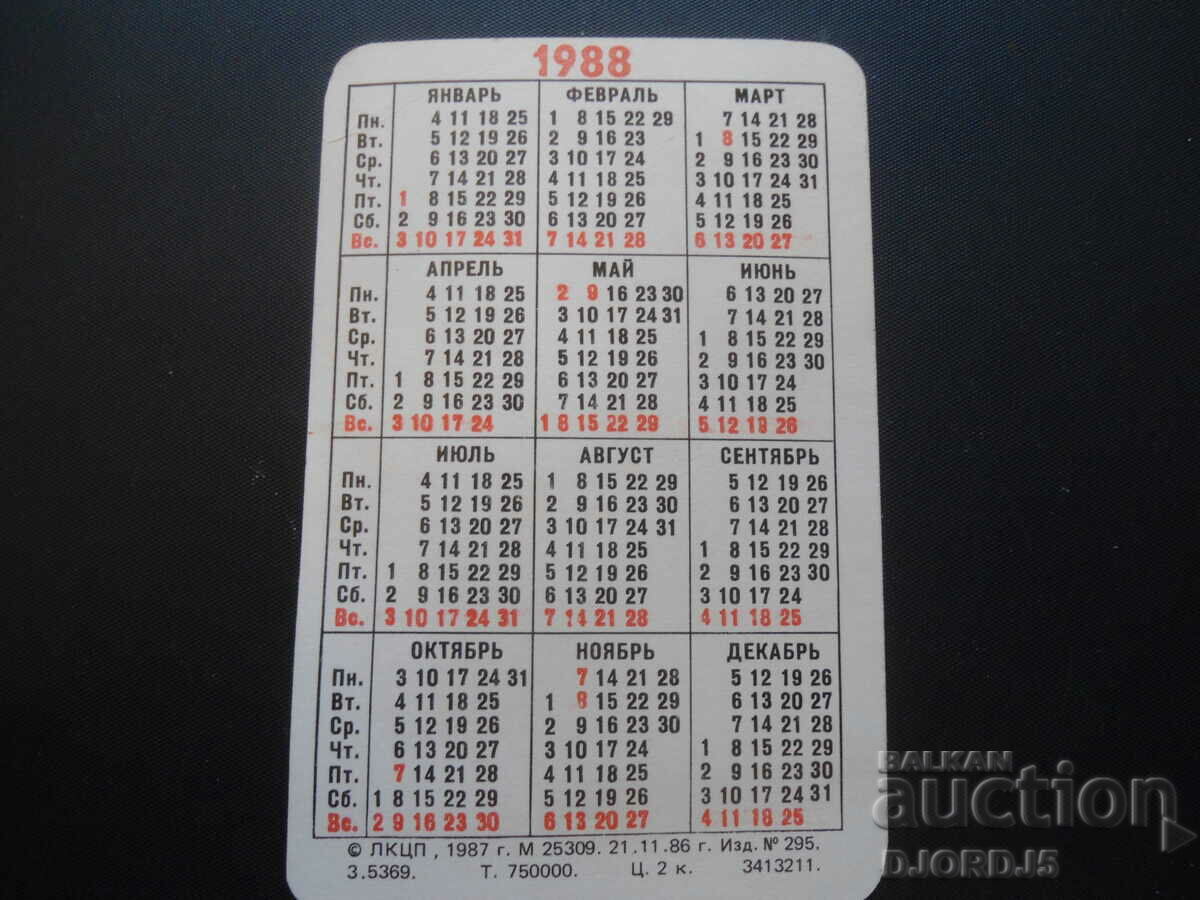 1988
ЯНВАРЬ ФЕВРАЛЬ МАРТ
Пн. 4 11 18 25 1 8 15 22 29 7 14 21 28
Вт. 5 12 19 26 2 9 16 23 1 8 15 22 29
Ср. 6 13 20 27 3 10 17 24 2 9 16 23 30
Чт. 7 14 21 28 4 11 18 25 3 10 17 24 31
Пт. 1 8 15 22 29 5 12 19 26 4 11 18 25
Сб. 2 9 16 23 30 6 13 20 27 5 12 19 26
Вс. 3 10 17 24 31 7 14 21 28 6 13 20 27
АПРЕЛЬ МАЙ ИЮНЬ
Пн. 4 11 18 25 2 9 16 23 30 6 13 20 27
Вт. 5 12 19 26 3 10 17 24 31 7 14 21 28
Ср. 6 13 20 27 4 11 18 25 1 8 15 22 29
Чт. 7 14 21 28 5 12 19 26 2 9 16 23 30
Пт. 1 8 15 22 29 6 13 20 27 3 10 17 24
Сб. 2 9 16 23 30 7 14 21 28 4 11 18 25
Вс. 3 10 17 24 1 8 15 22 29 5 12 19 26
ИЮЛЬ АВГУСТ СЕНТЯБРЬ
Пн. 4 11 18 25 1 8 15 22 29 5 12 19 26
Вт. 5 12 19 26 2 9 16 23 30 6 13 20 27
Ср. 6 13 20 27 3 10 17 24 31 7 14 21 28
Чт. 7 14 21 28 4 11 18 25 1 8 15 22 29
Пт. 1 8 15 22 29 5 12 19 26 2 9 16 23 30
Сб. 2 9 16 23 30 6 13 20 27 3 10 17 24
Вс. 3 10 17 24 31 7 14 21 28 4 11 18 25
ОКТЯБРЬ НОЯБРЬ ДЕКАБРЬ
Пн. 3 10 17 24 31 7 14 21 28 5 12 19 26
Вт. 4 11 18 25 1 8 15 22 29 6 13 20 27
Ср. 5 12 19 26 2 9 16 23 30 7 14 21 28
Чт. 6 13 20 27 3 10 17 24 1 8 15 22 29
Пт. 7 14 21 28 4 11 18 25 2 9 16 23 30
Сб. 1 8 15 22 29 5 12 19 26 3 10 17 24 31
Вс. 2 9 16 23 30 6 13 20 27 4 11 18 25
© ЛКЦП, 1987 г. М 25309. 21.11.86 г. Изд. № 295.
З.5369. Т. 750000. Ц. 2 к. 3413211.
BALKAN
auction
DJORDJ5